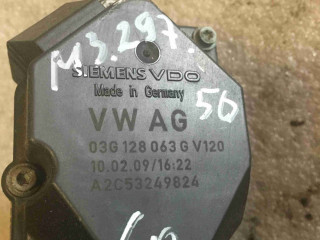 M3.297.
SIEMENS VDO
Made in Germany
50
VW AG
03G 128 063 G V120
10.02.09/16:22
A2C53249824